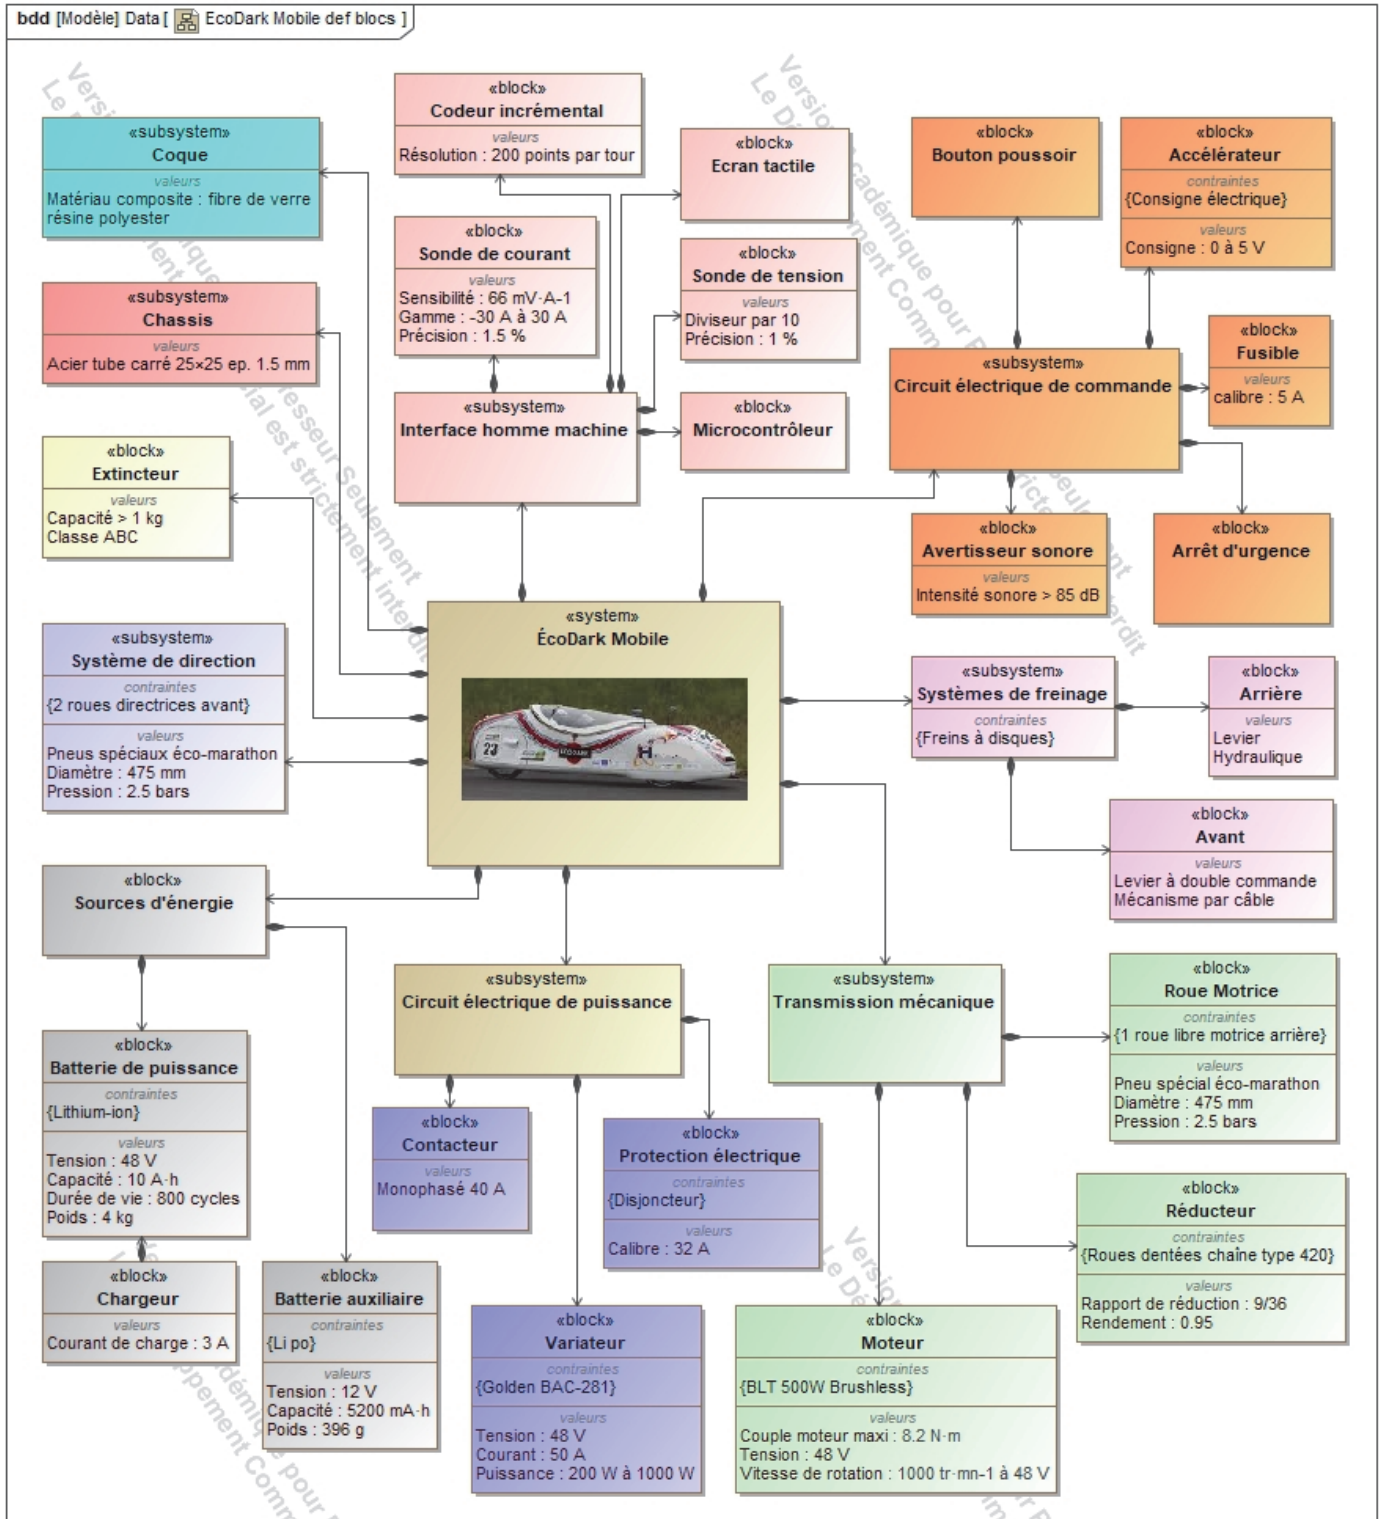 bdd [Modèle] Data [ EcoDark Mobile def blocs ]
«block»
Codeur incrémental
valeurs
Résolution : 200 points par tour
«subsystem»
Coque
valeurs
Matériau composite : fibre de verre
résine polyester
«block»
Ecran tactile
«block»
Bouton poussoir
«block»
Accélérateur
contraintes
{Consigne électrique}
valeurs
Consigne : 0 à 5 V
«block»
Sonde de courant
valeurs
Sensibilité : 66 mV·A-1
Gamme : -30 A à 30 A
Précision : 1.5 %
«block»
Sonde de tension
valeurs
Diviseur par 10
Précision : 1 %
«subsystem»
Chassis
valeurs
Acier tube carré 25×25 ep. 1.5 mm
«block»
Fusible
valeurs
calibre : 5 A
«subsystem»
Circuit électrique de commande
«subsystem»
Interface homme machine
«block»
Microcontrôleur
«block»
Extincteur
valeurs
Capacité > 1 kg
Classe ABC
«block»
Avertisseur sonore
valeurs
Intensité sonore > 85 dB
«block»
Arrêt d'urgence
«system»
ÉcoDark Mobile
23
ECODARK
H
«subsystem»
Système de direction
contraintes
{2 roues directrices avant}
valeurs
Pneus spéciaux éco-marathon
Diamètre : 475 mm
Pression : 2.5 bars
«subsystem»
Systèmes de freinage
contraintes
{Freins à disques}
«block»
Arrière
valeurs
Levier
Hydraulique
«block»
Avant
valeurs
Levier à double commande
Mécanisme par câble
«block»
Sources d'énergie
«subsystem»
Circuit électrique de puissance
«subsystem»
Transmission mécanique
«block»
Roue Motrice
contraintes
{1 roue libre motrice arrière}
valeurs
Pneu spécial éco-marathon
Diamètre : 475 mm
Pression : 2.5 bars
«block»
Batterie de puissance
contraintes
{Lithium-ion}
valeurs
Tension : 48 V
Capacité : 10 A·h
Durée de vie : 800 cycles
Poids : 4 kg
«block»
Contacteur
valeurs
Monophasé 40 A
«block»
Protection électrique
contraintes
{Disjoncteur}
valeurs
Calibre : 32 A
«block»
Réducteur
contraintes
{Roues dentées chaîne type 420}
valeurs
Rapport de réduction : 9/36
Rendement : 0.95
«block»
Chargeur
valeurs
Courant de charge : 3 A
«block»
Batterie auxiliaire
contraintes
{Li po}
valeurs
Tension : 12 V
Capacité : 5200 mA·h
Poids : 396 g
«block»
Variateur
contraintes
{Golden BAC-281}
valeurs
Tension : 48 V
Courant : 50 A
Puissance : 200 W à 1000 W
«block»
Moteur
contraintes
{BLT 500W Brushless}
valeurs
Couple moteur maxi : 8.2 N·m
Tension : 48 V
Vitesse de rotation : 1000 tr·mn-1 à 48 V